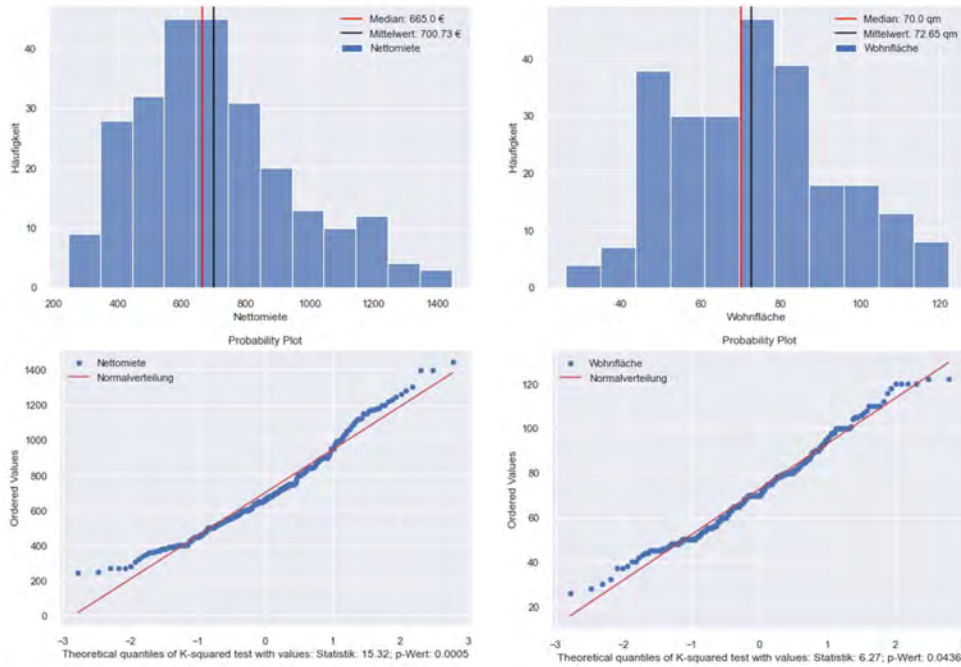 Median: 665.0 €
Mittelwert: 700.73 €
Nettomiete
Häufigkeit
40
30
20
10
0
200 400 600 800 1000 1200 1400
Nettomiete
Median: 70.0 qm
Mittelwert: 72.65 qm
Wohnfläche
Häufigkeit
40
30
20
10
0
40 60 80 100 120
Wohnfläche
Probability Plot
Nettomiete
Normalverteilung
Ordered Values
1400
1200
1000
800
600
400
200
0
−3 −2 −1 0 1 2 3
Theoretical quantiles of K-squared test with values: Statistik: 15.32; p-Wert: 0.0005
Probability Plot
Wohnfläche
Normalverteilung
Ordered Values
120
100
80
60
40
20
−3 −2 −1 0 1 2 3
Theoretical quantiles of K-squared test with values: Statistik: 6.27; p-Wert: 0.0436